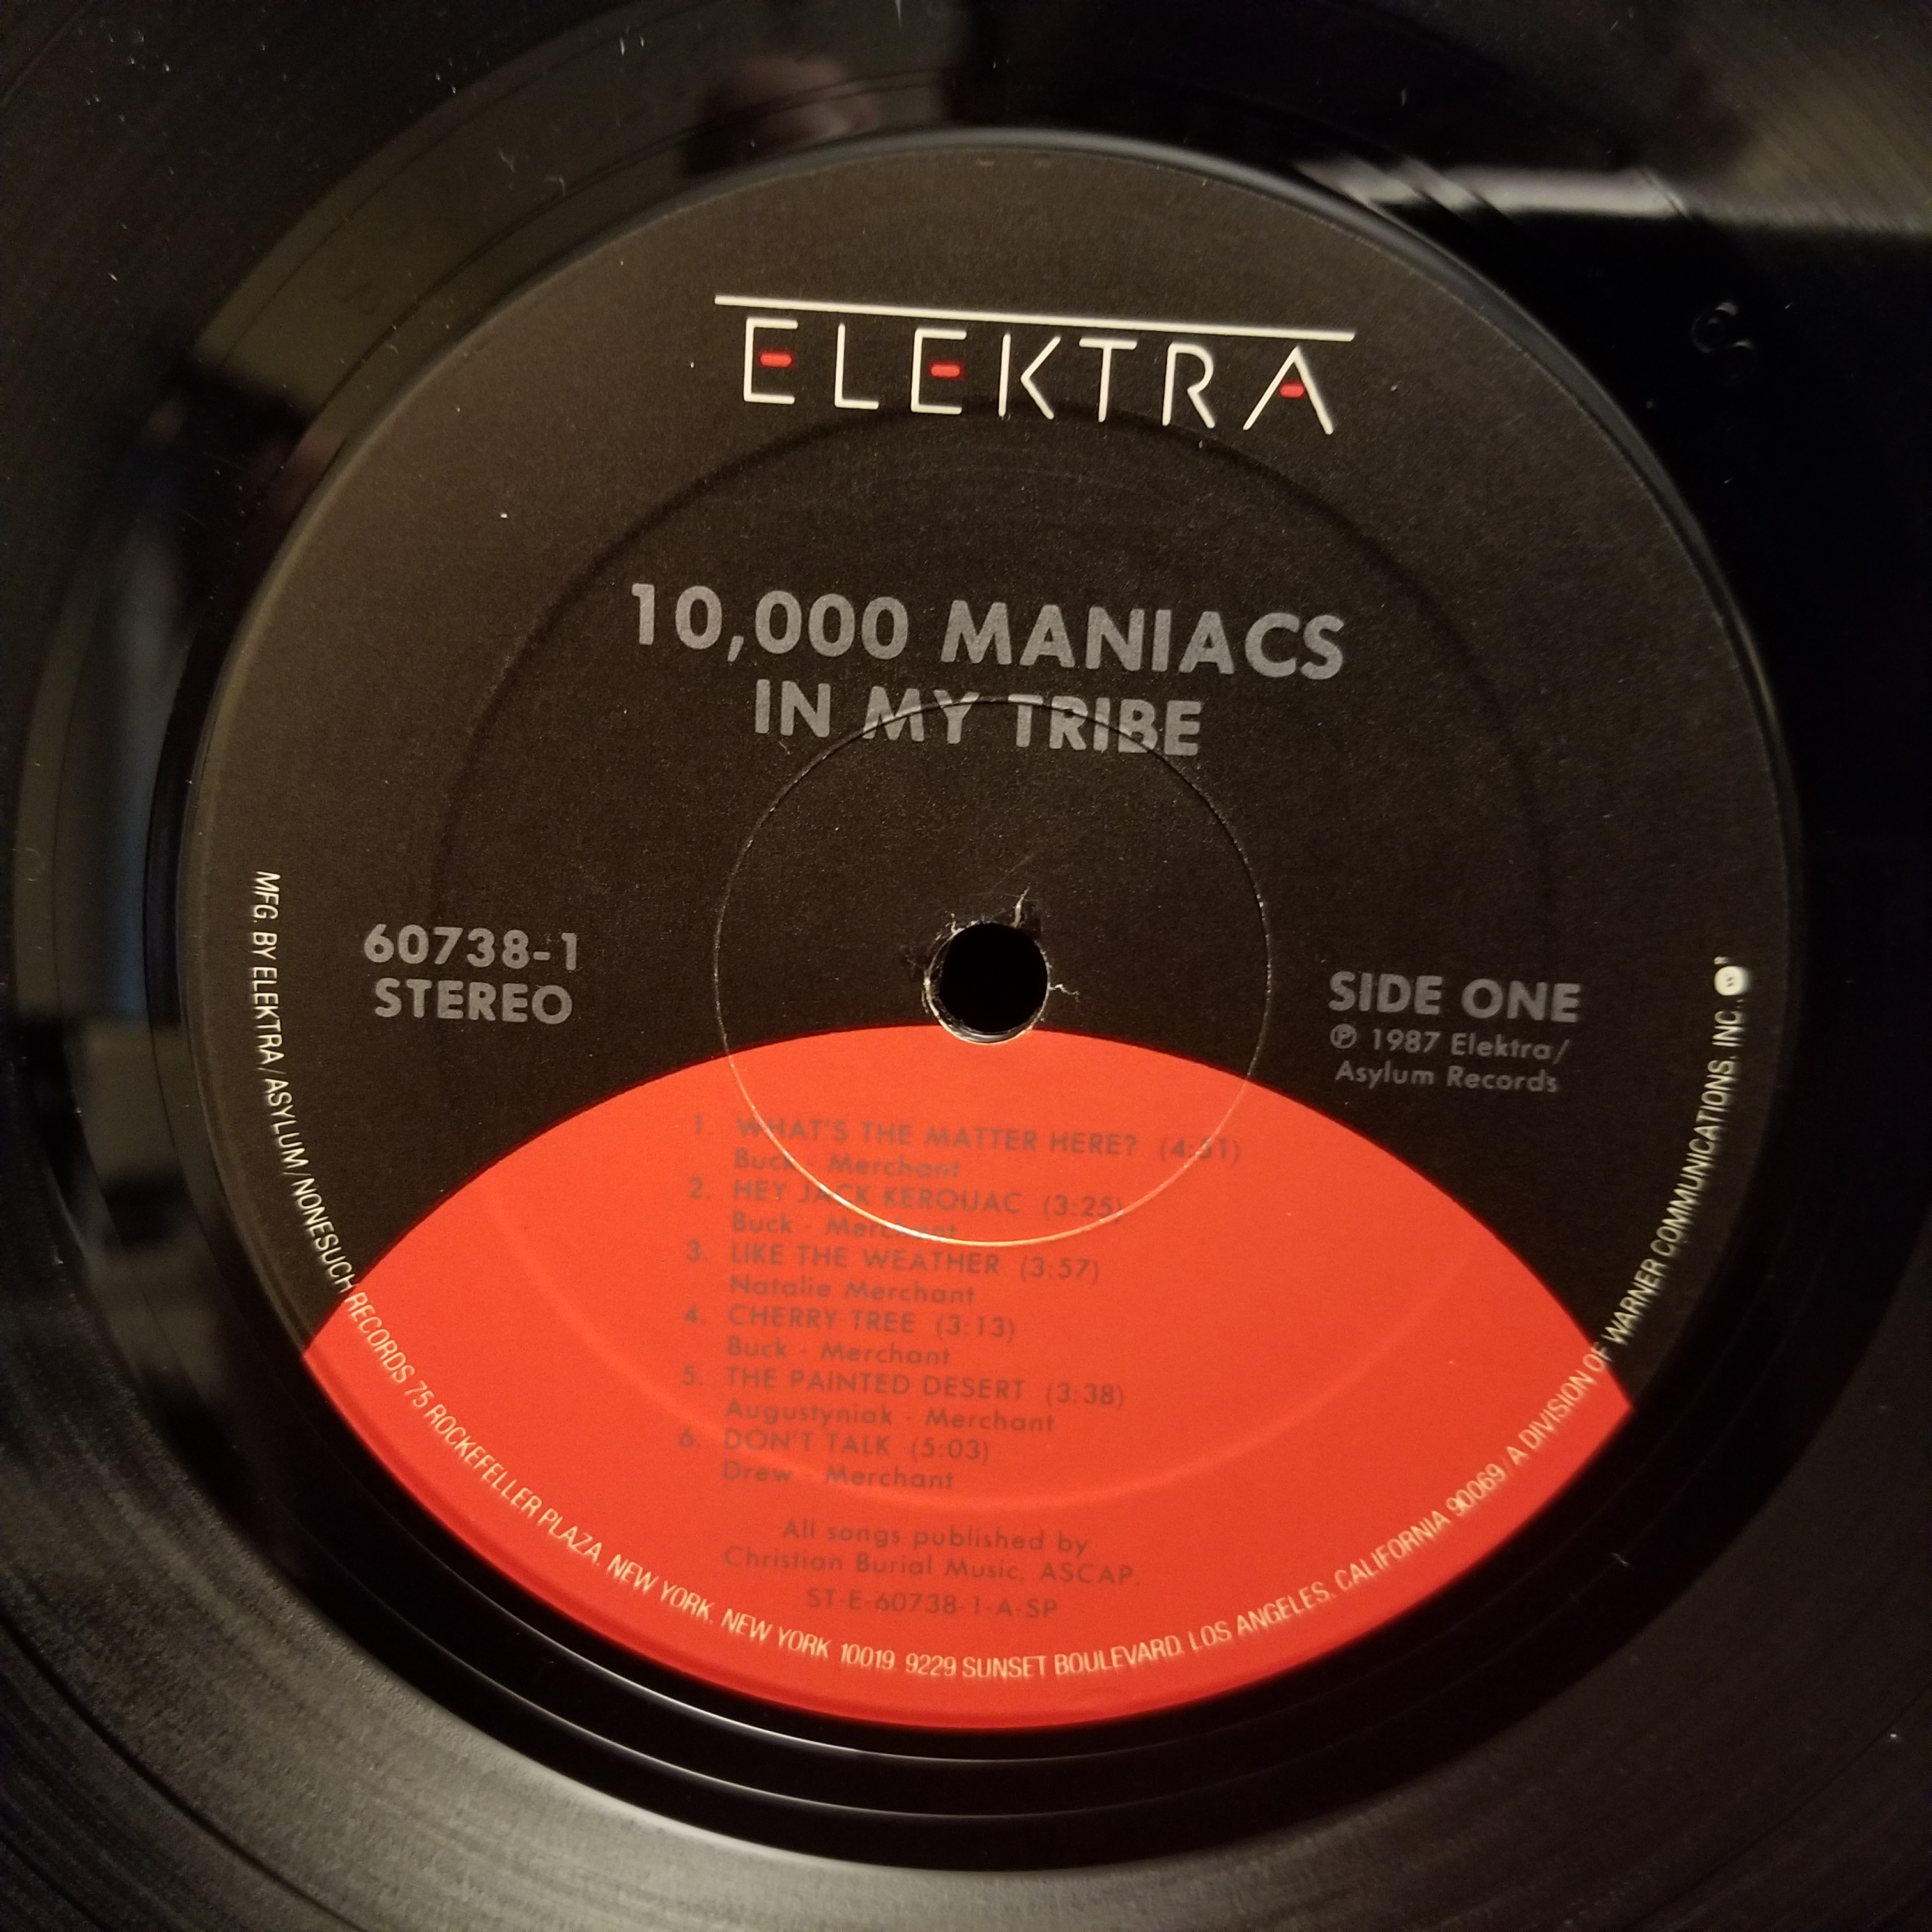 ELEKTRA
10,000 MANIACS
IN MY TRIBE
60738-1
STEREO
SIDE ONE
℗ 1987 Elektra/
Asylum Records
1. WHAT'S THE MATTER HERE? (4:51)
Buck - Merchant
2. HEY JACK KEROUAC (3:25)
Buck - Merchant
3. LIKE THE WEATHER (3:57)
Natalie Merchant
4. CHERRY TREE (3:13)
Buck - Merchant
5. THE PAINTED DESERT (3:38)
Augustyniak - Merchant
6. DON'T TALK (5:03)
Drew - Merchant
All songs published by
Christian Burial Music, ASCAP.
ST-E-60738-1-A-SP
MFG. BY ELEKTRA/ASYLUM/NONESUCH RECORDS 75 ROCKEFELLER PLAZA, NEW YORK, NEW YORK 10019. 9229 SUNSET BOULEVARD, LOS ANGELES, CALIFORNIA 90069/A DIVISION OF WARNER COMMUNICATIONS, INC.